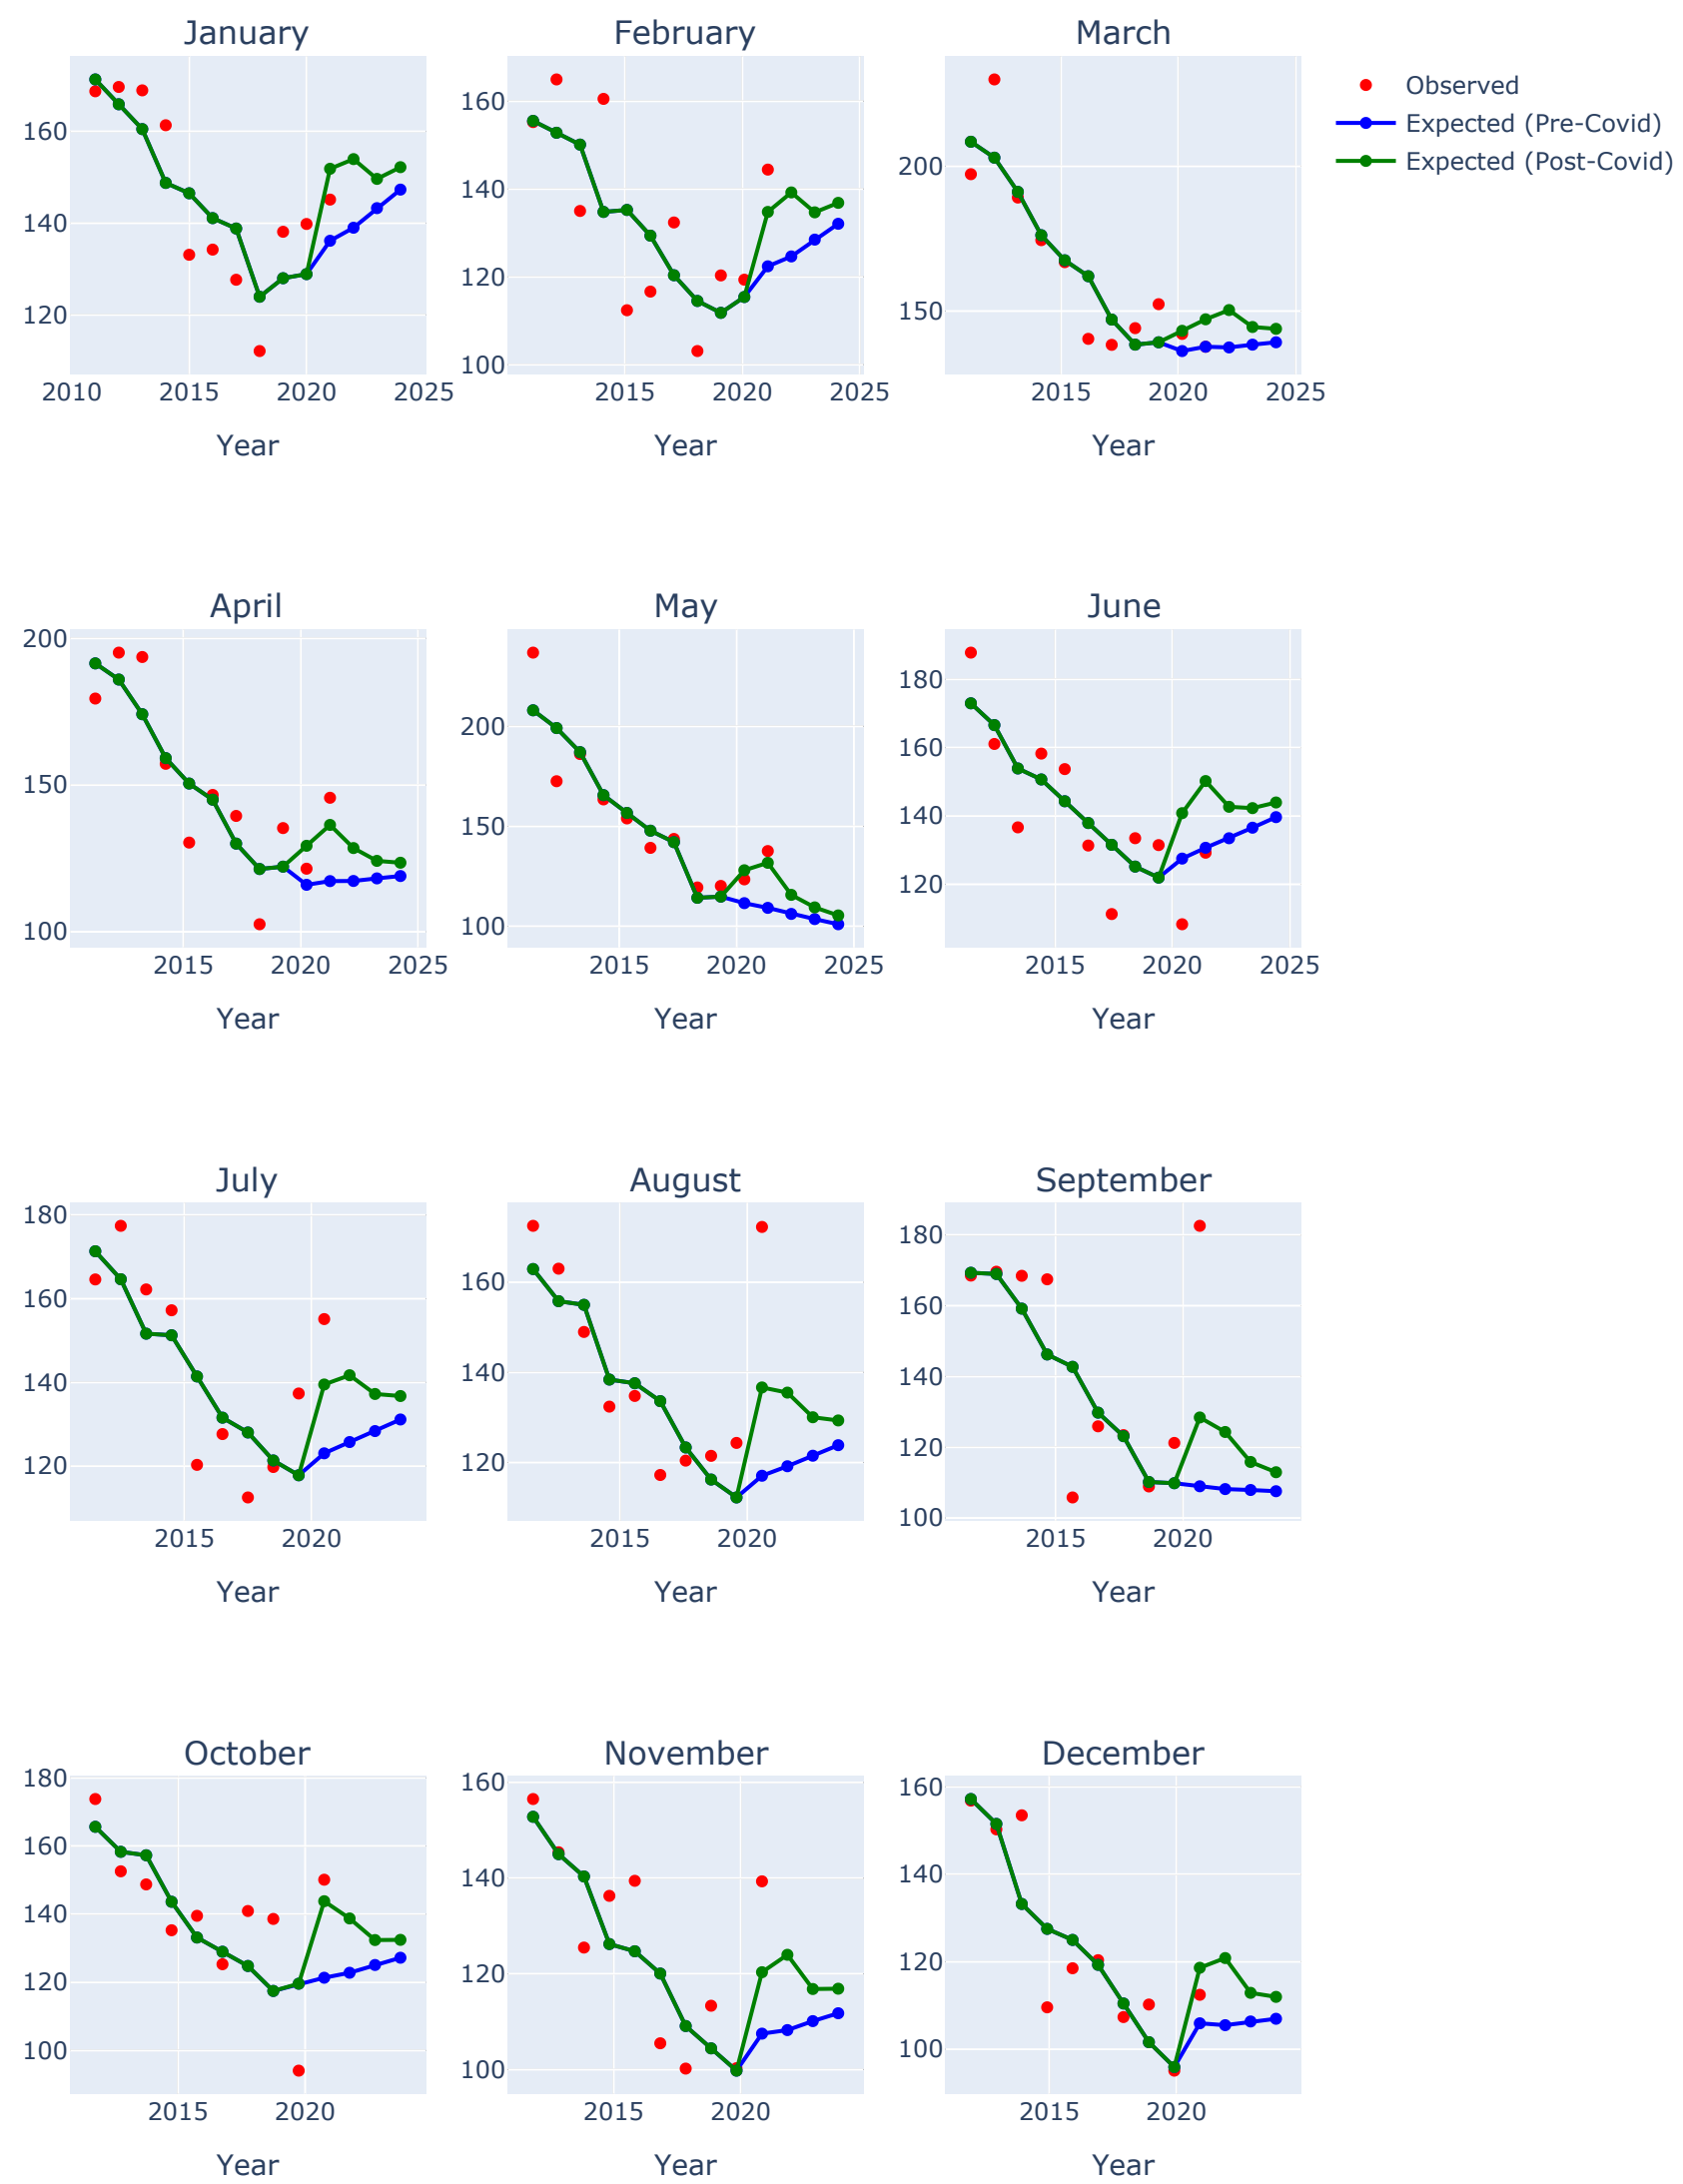 January
February
March
Observed
Expected (Pre-Covid)
Expected (Post-Covid)
160
140
120
2010
2015
2020
2025
Year
160
140
120
100
2015
2020
2025
Year
200
150
2015
2020
2025
Year
April
May
June
200
150
100
2015
2020
2025
Year
200
150
100
2015
2020
2025
Year
180
160
140
120
2015
2020
2025
Year
July
August
September
180
160
140
120
2015
2020
Year
160
140
120
2015
2020
Year
180
160
140
120
100
2015
2020
Year
October
November
December
180
160
140
120
100
2015
2020
Year
160
140
120
100
2015
2020
Year
160
140
120
100
2015
2020
Year